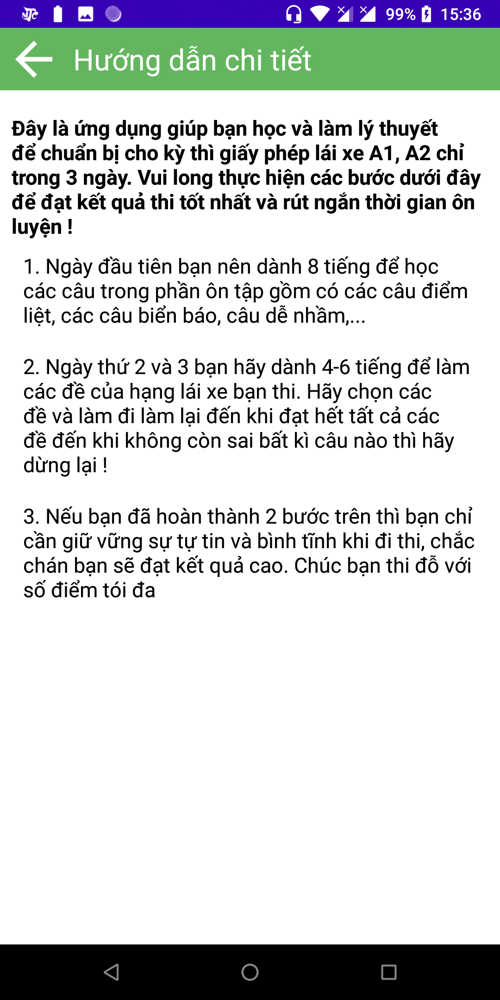 MTC
99%
15:36
Hướng dẫn chi tiết
Đây là ứng dụng giúp bạn học và làm lý thuyết
để chuẩn bị cho kỳ thì giấy phép lái xe A1, A2 chỉ
trong 3 ngày. Vui long thực hiện các bước dưới đây
để đạt kết quả thi tốt nhất và rút ngắn thời gian ôn
luyện !
1. Ngày đầu tiên bạn nên dành 8 tiếng để học
các câu trong phần ôn tập gồm có các câu điểm
liệt, các câu biển báo, câu dễ nhầm,...
2. Ngày thứ 2 và 3 bạn hãy dành 4-6 tiếng để làm
các đề của hạng lái xe bạn thi. Hãy chọn các
đề và làm đi làm lại đến khi đạt hết tất cả các
đề đến khi không còn sai bất kì câu nào thì hãy
dừng lại !
3. Nếu bạn đã hoàn thành 2 bước trên thì bạn chỉ
cần giữ vững sự tự tin và bình tĩnh khi đi thi, chắc
chán bạn sẽ đạt kết quả cao. Chúc bạn thi đỗ với
số điểm tói đa